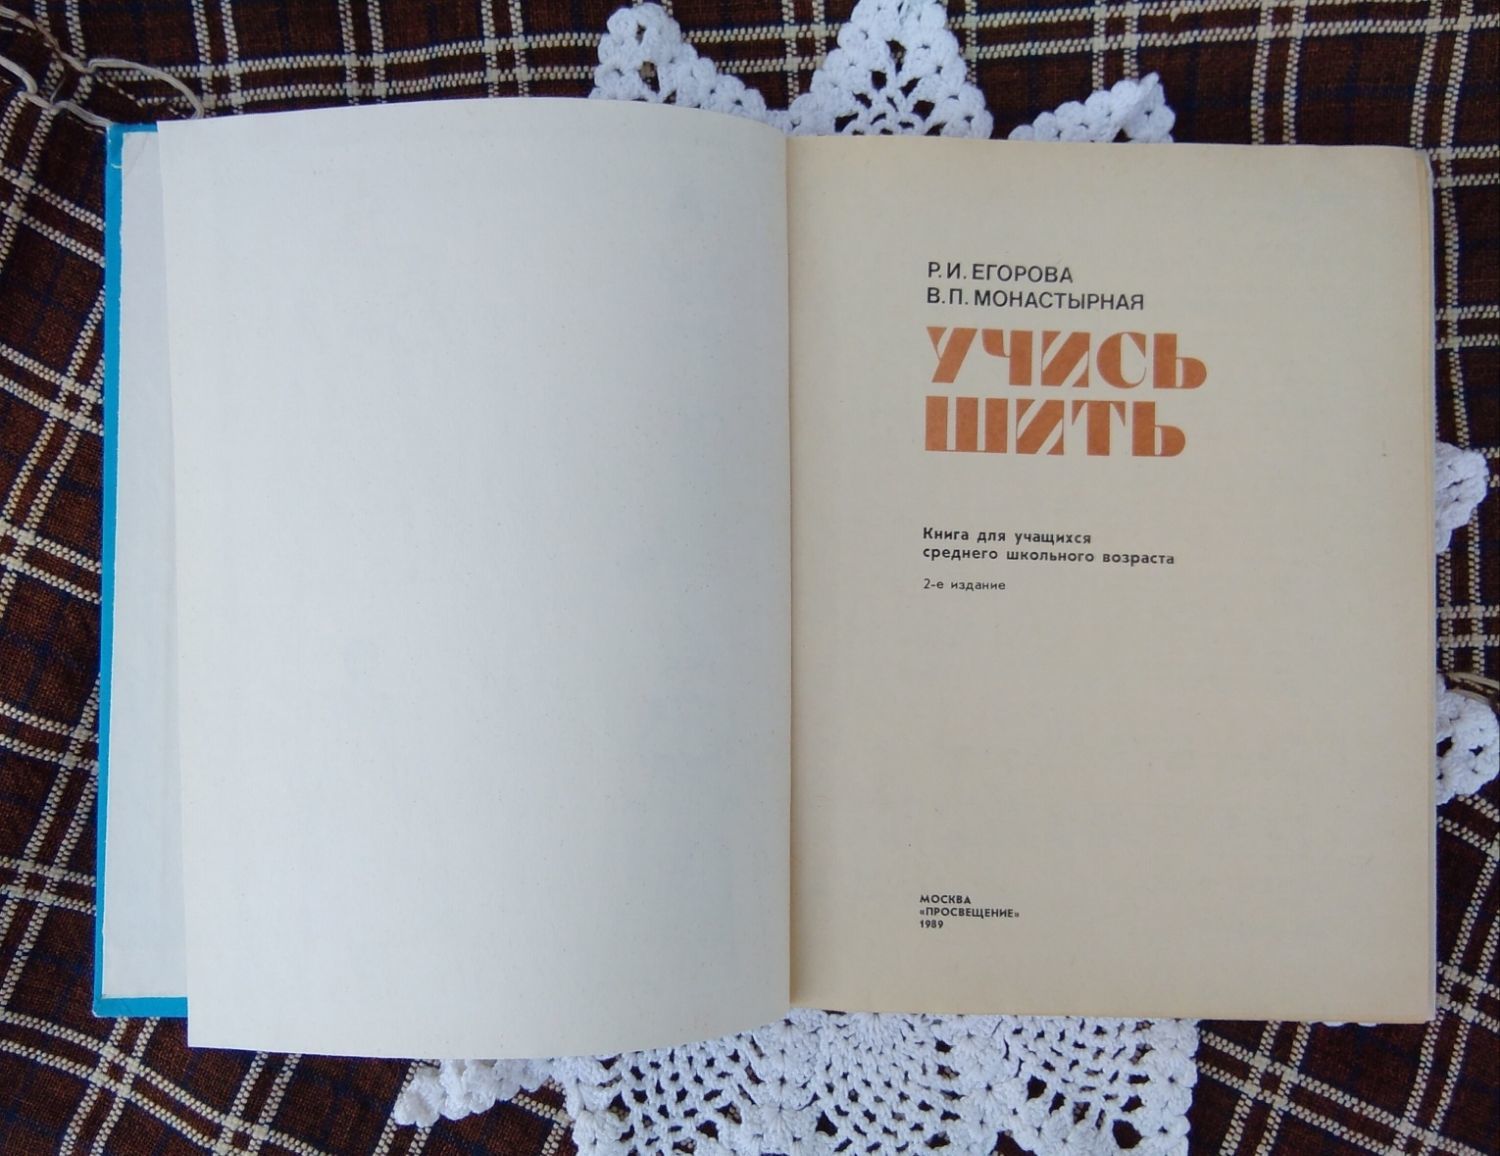 Р.И. ЕГОРОВА
В.П. МОНАСТЫРНАЯ
УЧИСЬ
ШИТЬ
Книга для учащихся
среднего школьного возраста
2-е издание
МОСКВА
«ПРОСВЕЩЕНИЕ»
1989